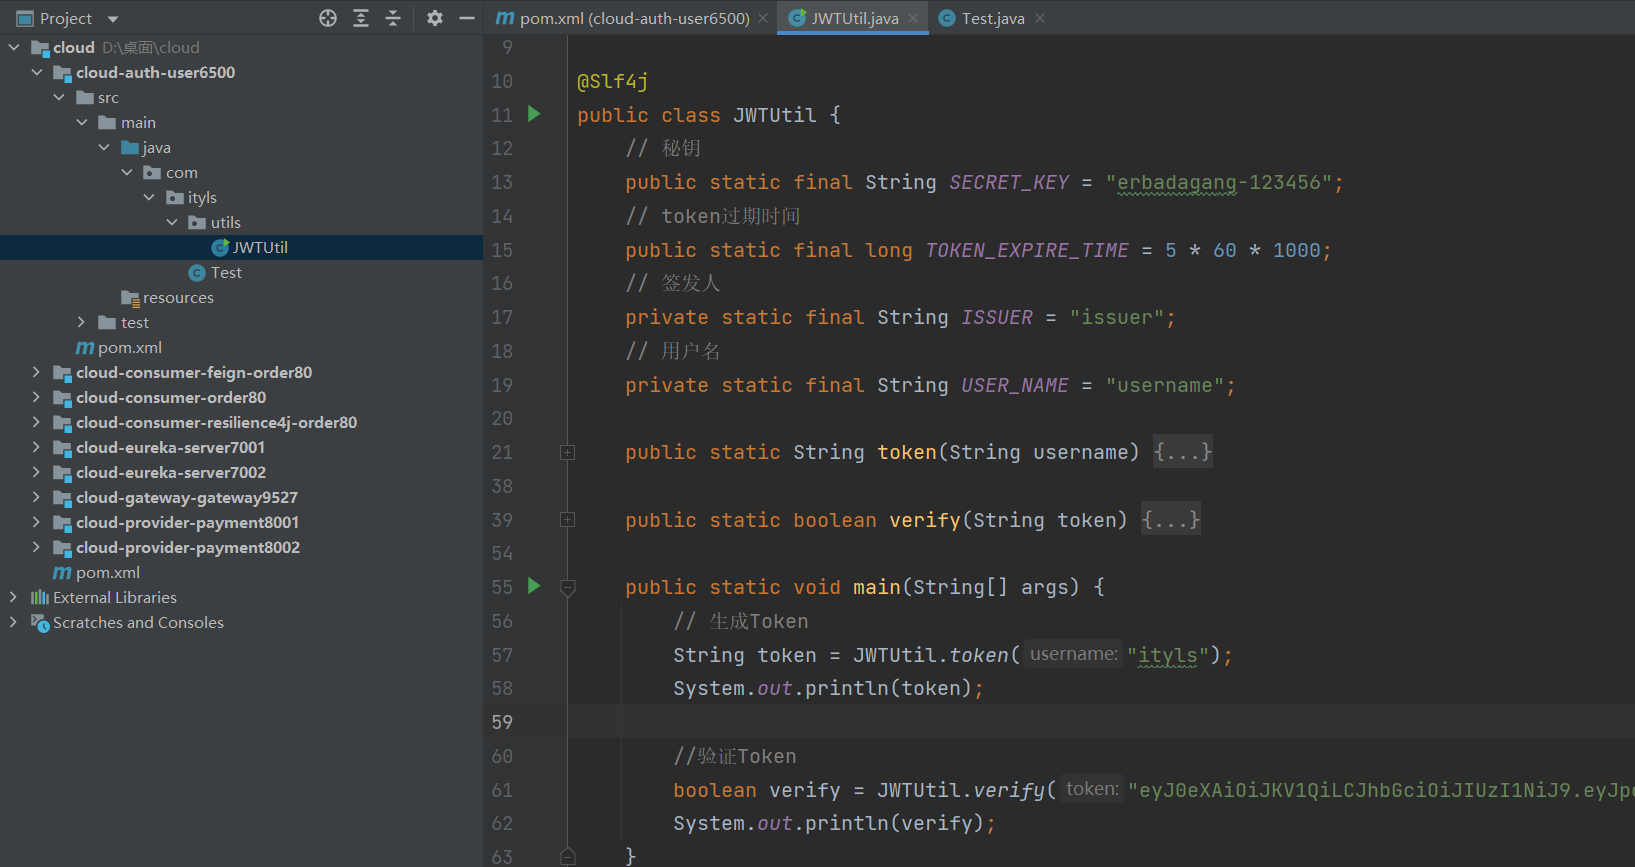 Project
cloud D:\桌面\cloud
cloud-auth-user6500
src
main
java
com
ityls
utils
JWTUtil
Test
resources
test
pom.xml
cloud-consumer-feign-order80
cloud-consumer-order80
cloud-consumer-resilience4j-order80
cloud-eureka-server7001
cloud-eureka-server7002
cloud-gateway-gateway9527
cloud-provider-payment8001
cloud-provider-payment8002
pom.xml
External Libraries
Scratches and Consoles
pom.xml (cloud-auth-user6500) JWTUtil.java Test.java
9
10 @Slf4j
11 public class JWTUtil {
12 // 秘钥
13 public static final String SECRET_KEY = "erbadagang-123456";
14 // token过期时间
15 public static final long TOKEN_EXPIRE_TIME = 5 * 60 * 1000;
16 // 签发人
17 private static final String ISSUER = "issuer";
18 // 用户名
19 private static final String USER_NAME = "username";
20
21 public static String token(String username) {...}
38
39 public static boolean verify(String token) {...}
54
55 public static void main(String[] args) {
56 // 生成Token
57 String token = JWTUtil.token( username: "ityls");
58 System.out.println(token);
59
60 //验证Token
61 boolean verify = JWTUtil.verify( token: "eyJ0eXAiOiJKV1QiLCJhbGciOiJIUzI1NiJ9.eyJp
62 System.out.println(verify);
63 }